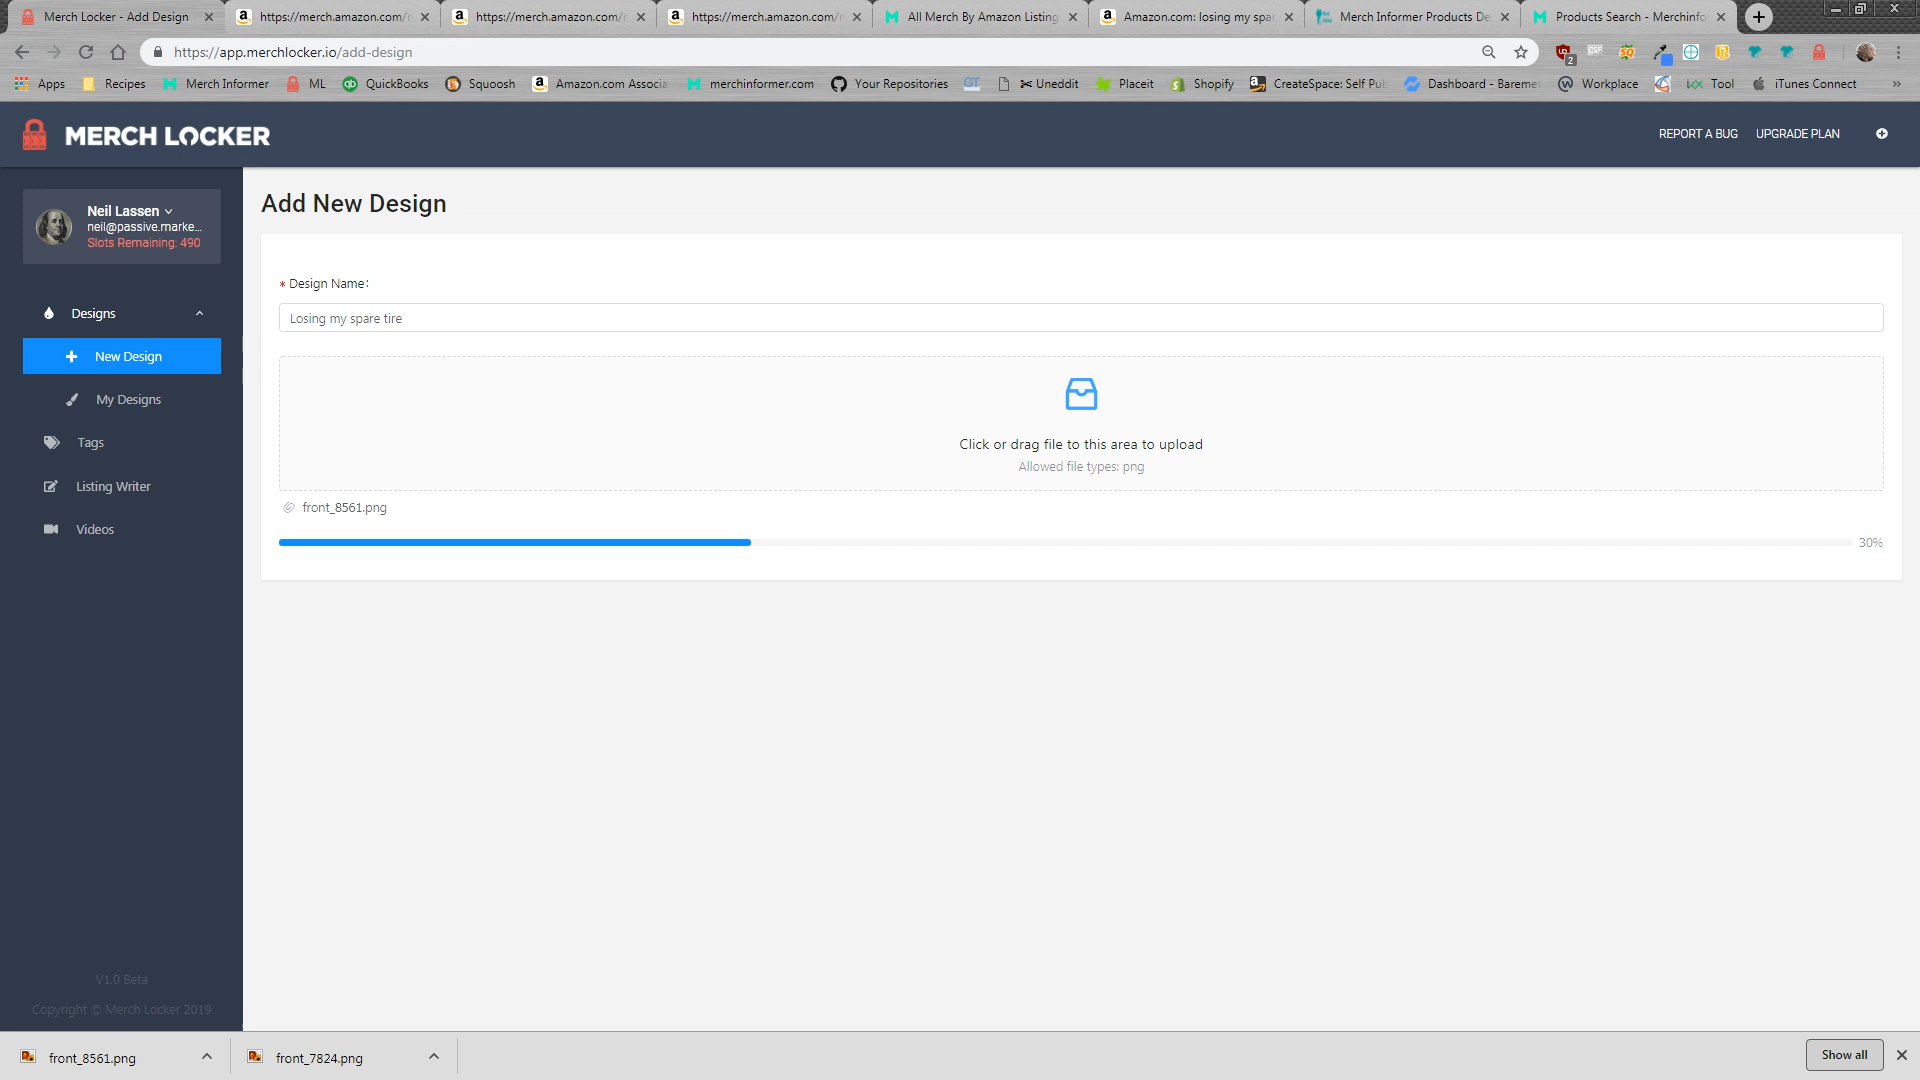 Merch Locker - Add Design
https://merch.amazon.com/
https://merch.amazon.com/
https://merch.amazon.com/
All Merch By Amazon Listing
Amazon.com: losing my spa
Merch Informer Products De
Products Search - Merchinfo
https://app.merchlocker.io/add-design
2
Apps
Recipes
Merch Informer
ML
QuickBooks
Squoosh
Amazon.com Associa
merchinformer.com
Your Repositories
GT
Uneddit
Placeit
Shopify
CreateSpace: Self Pu
Dashboard - Bareme
Workplace
Tool
iTunes Connect
»
MERCH LOCKER
REPORT A BUG
UPGRADE PLAN
Neil Lassen
neil@passive.marke...
Slots Remaining: 490
Designs
New Design
My Designs
Tags
Listing Writer
Videos
V1.0 Beta
Copyright © Merch Locker 2019
Add New Design
* Design Name:
Losing my spare tire
Click or drag file to this area to upload
Allowed file types: png
front_8561.png
30%
front_8561.png
front_7824.png
Show all